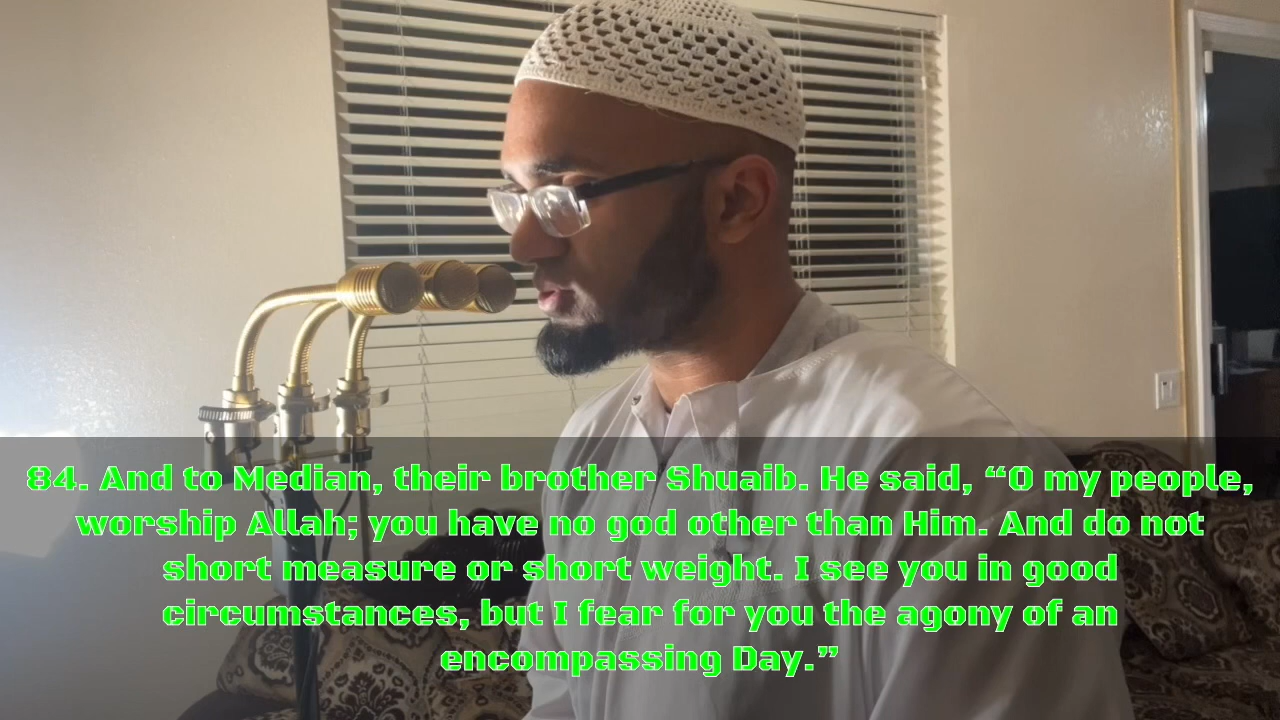 84. And to Median, their brother Shuaib. He said, “O my people,
worship Allah; you have no god other than Him. And do not
short measure or short weight. I see you in good
circumstances, but I fear for you the agony of an
encompassing Day.”